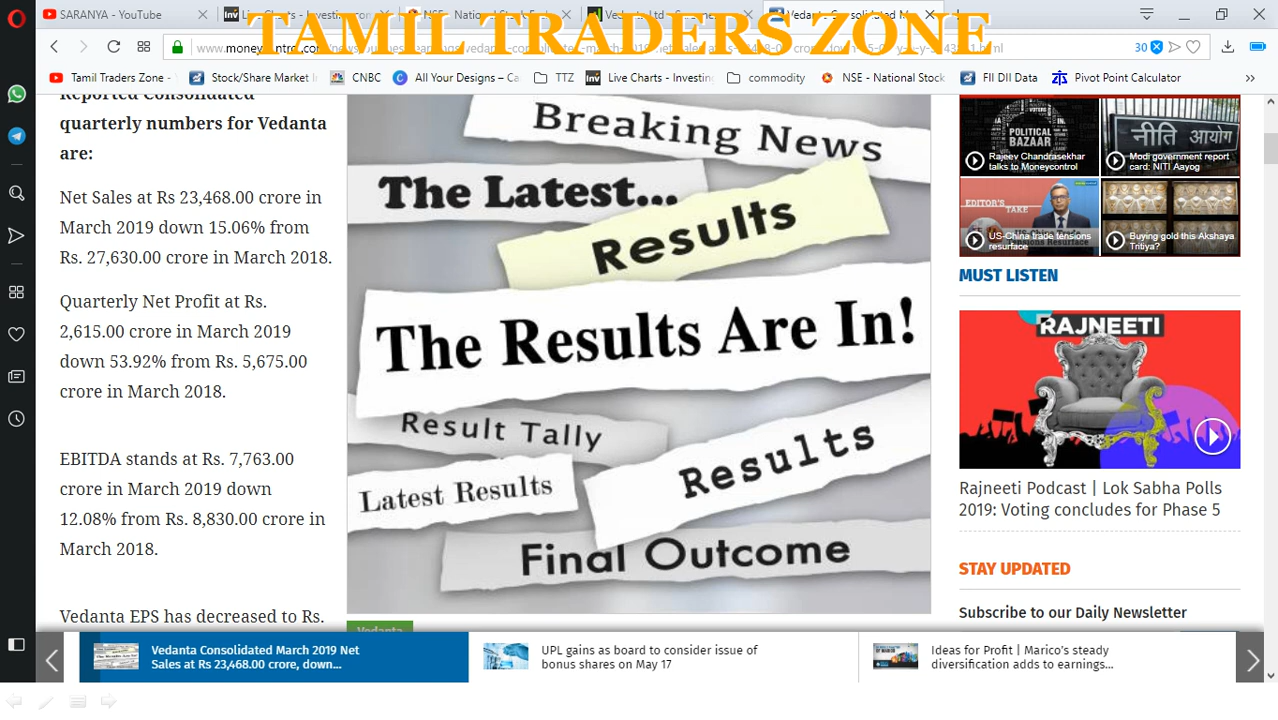 SARANYA - YouTube
TAMIL TRADERS ZONE
30
Tamil Traders Zone -
Stock/Share Market I
CNBC
All Your Designs – Ca
TTZ
Live Charts - Investing
commodity
NSE - National Stock
FII DII Data
Pivot Point Calculator
Reported Consolidated
quarterly numbers for Vedanta
are:
Net Sales at Rs 23,468.00 crore in
March 2019 down 15.06% from
Rs. 27,630.00 crore in March 2018.
Quarterly Net Profit at Rs.
2,615.00 crore in March 2019
down 53.92% from Rs. 5,675.00
crore in March 2018.
EBITDA stands at Rs. 7,763.00
crore in March 2019 down
12.08% from Rs. 8,830.00 crore in
March 2018.
Vedanta EPS has decreased to Rs.
Breaking News
The Latest...
Results
The Results Are In!
Result Tally
Results
Latest Results
Final Outcome
Vedanta
POLITICAL
BAZAAR
Rajeev Chandrasekhar
talks to Moneycontrol
नीति आयोग
Modi government report
card: NITI Aayog
EDITOR'S
TAKE
US-China trade tensions
resurface
Buying gold this Akshaya
Tritiya?
MUST LISTEN
RAJNEETI
Rajneeti Podcast | Lok Sabha Polls
2019: Voting concludes for Phase 5
STAY UPDATED
Subscribe to our Daily Newsletter
Vedanta Consolidated March 2019 Net
Sales at Rs 23,468.00 crore, down...
UPL gains as board to consider issue of
bonus shares on May 17
Ideas for Profit | Marico's steady
diversification adds to earnings...